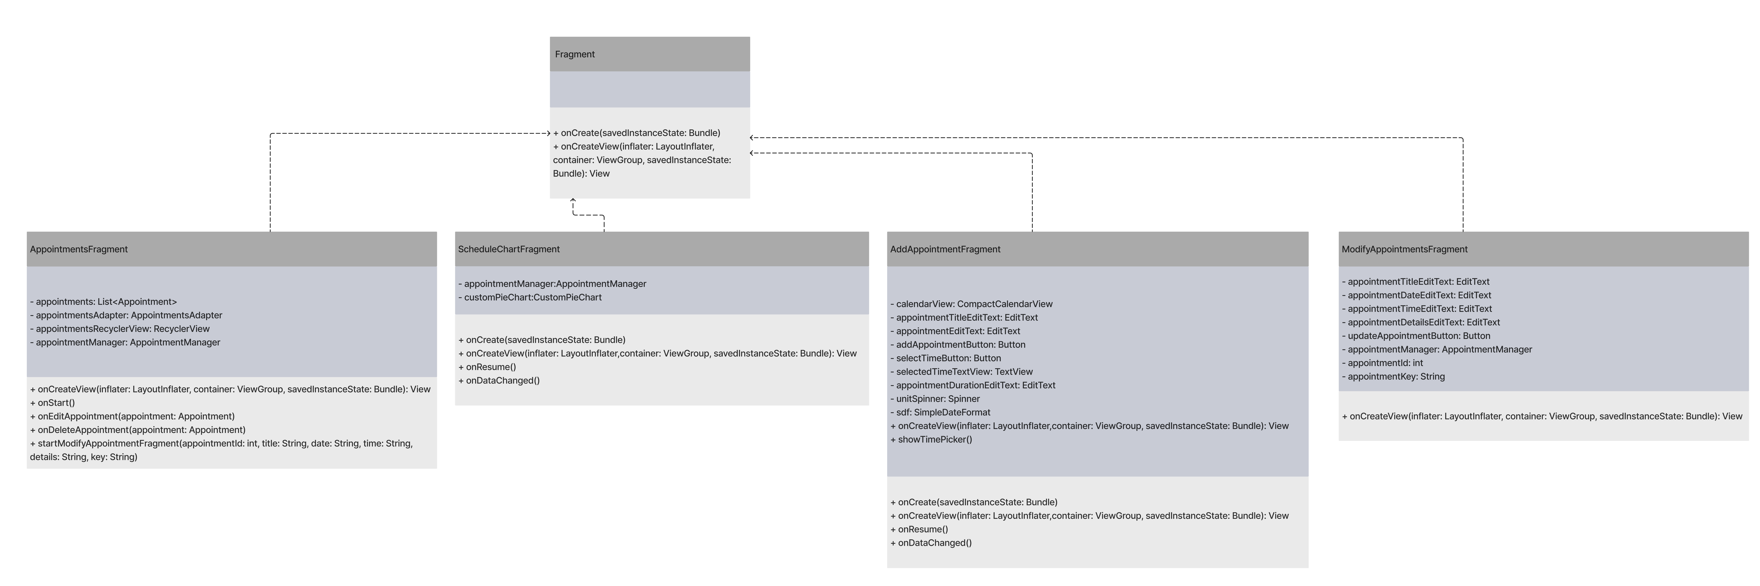 Fragment
+ onCreate(savedInstanceState: Bundle)
+ onCreateView(inflater: LayoutInflater,
container: ViewGroup, savedInstanceState:
Bundle): View
AppointmentsFragment
- appointments: List<Appointment>
- appointmentsAdapter: AppointmentsAdapter
- appointmentsRecyclerView: RecyclerView
- appointmentManager: AppointmentManager
+ onCreateView(inflater: LayoutInflater, container: ViewGroup, savedInstanceState: Bundle): View
+ onStart()
+ onEditAppointment(appointment: Appointment)
+ onDeleteAppointment(appointment: Appointment)
+ startModifyAppointmentFragment(appointmentId: int, title: String, date: String, time: String,
details: String, key: String)
ScheduleChartFragment
- appointmentManager:AppointmentManager
- customPieChart:CustomPieChart
+ onCreate(savedInstanceState: Bundle)
+ onCreateView(inflater: LayoutInflater,container: ViewGroup, savedInstanceState: Bundle): View
+ onResume()
+ onDataChanged()
AddAppointmentFragment
- calendarView: CompactCalendarView
- appointmentTitleEditText: EditText
- appointmentEditText: EditText
- addAppointmentButton: Button
- selectTimeButton: Button
- selectedTimeTextView: TextView
- appointmentDurationEditText: EditText
- unitSpinner: Spinner
- sdf: SimpleDateFormat
+ onCreateView(inflater: LayoutInflater,container: ViewGroup, savedInstanceState: Bundle): View
+ showTimePicker()
+ onCreate(savedInstanceState: Bundle)
+ onCreateView(inflater: LayoutInflater,container: ViewGroup, savedInstanceState: Bundle): View
+ onResume()
+ onDataChanged()
ModifyAppointmentsFragment
- appointmentTitleEditText: EditText
- appointmentDateEditText: EditText
- appointmentTimeEditText: EditText
- appointmentDetailsEditText: EditText
- updateAppointmentButton: Button
- appointmentManager: AppointmentManager
- appointmentId: int
- appointmentKey: String
+ onCreateView(inflater: LayoutInflater, container: ViewGroup, savedInstanceState: Bundle): View